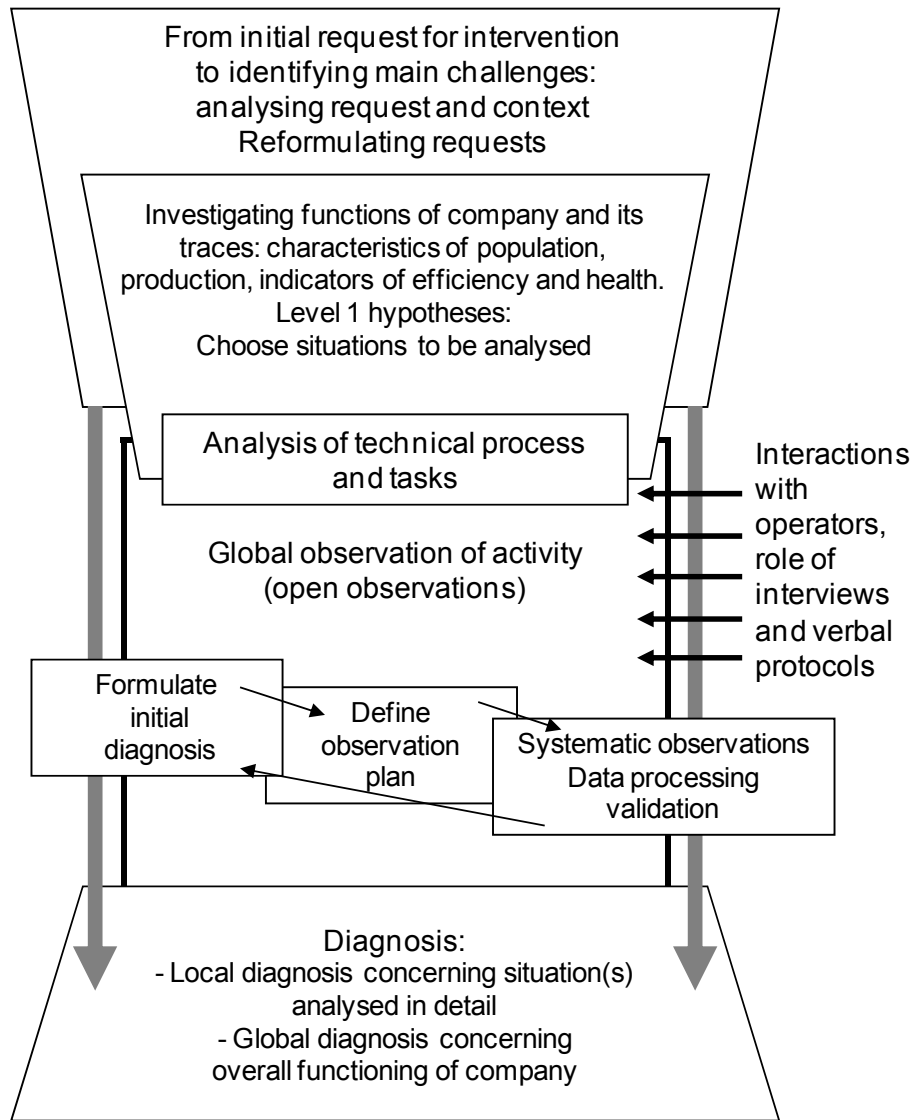 From initial request for intervention
to identifying main challenges:
analysing request and context
Reformulating requests
Investigating functions of company and its
traces: characteristics of population,
production, indicators of efficiency and health.
Level 1 hypotheses:
Choose situations to be analysed
Analysis of technical process
and tasks
Global observation of activity
(open observations)
Interactions
with
operators,
role of
interviews
and verbal
protocols
Formulate
initial
diagnosis
Define
observation
plan
Systematic observations
Data processing
validation
Diagnosis:
- Local diagnosis concerning situation(s)
analysed in detail
- Global diagnosis concerning
overall functioning of company